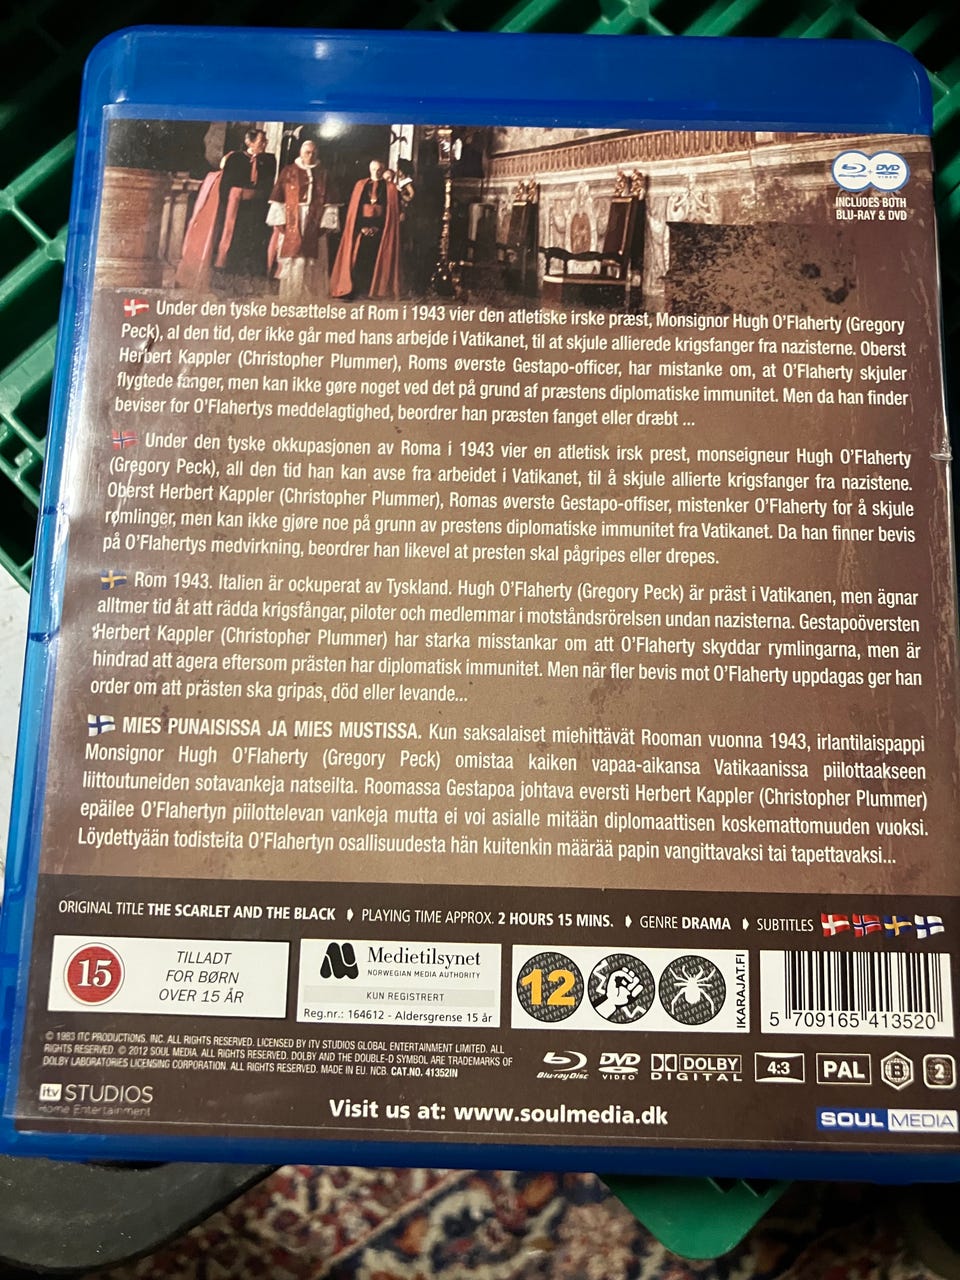 Blu-ray Disc + DVD VIDEO
INCLUDES BOTH
BLU-RAY & DVD
Under den tyske besættelse af Rom i 1943 vier den atletiske irske præst, Monsignor Hugh O'Flaherty (Gregory
Peck), al den tid, der ikke går med hans arbejde i Vatikanet, til at skjule allierede krigsfanger fra nazisterne. Oberst
Herbert Kappler (Christopher Plummer), Roms øverste Gestapo-officer, har mistanke om, at O'Flaherty skjuler
flygtede fanger, men kan ikke gøre noget ved det på grund af præstens diplomatiske immunitet. Men da han finder
beviser for O'Flahertys meddelagtighed, beordrer han præsten fanget eller dræbt ...
Under den tyske okkupasjonen av Roma i 1943 vier en atletisk irsk prest, monseigneur Hugh O'Flaherty
(Gregory Peck), all den tid han kan avse fra arbeidet i Vatikanet, til å skjule allierte krigsfanger fra nazistene.
Oberst Herbert Kappler (Christopher Plummer), Romas øverste Gestapo-offiser, mistenker O'Flaherty for å skjule
rømlinger, men kan ikke gjøre noe på grunn av prestens diplomatiske immunitet fra Vatikanet. Da han finner bevis
på O'Flahertys medvirkning, beordrer han likevel at presten skal pågripes eller drepes.
Rom 1943. Italien är ockuperat av Tyskland. Hugh O'Flaherty (Gregory Peck) är präst i Vatikanen, men ägnar
alltmer tid åt att rädda krigsfångar, piloter och medlemmar i motståndsrörelsen undan nazisterna. Gestapoöversten
Herbert Kappler (Christopher Plummer) har starka misstankar om att O'Flaherty skyddar rymlingarna, men är
hindrad att agera eftersom prästen har diplomatisk immunitet. Men när fler bevis mot O'Flaherty uppdagas ger han
order om att prästen ska gripas, död eller levande...
MIES PUNAISISSA JA MIES MUSTISSA. Kun saksalaiset miehittävät Rooman vuonna 1943, irlantilaispappi
Monsignor Hugh O'Flaherty (Gregory Peck) omistaa kaiken vapaa-aikansa Vatikaanissa piilottaakseen
liittoutuneiden sotavankeja natseilta. Roomassa Gestapoa johtava eversti Herbert Kappler (Christopher Plummer)
epäilee O'Flahertyn piilottelevan vankeja mutta ei voi asialle mitään diplomaattisen koskemattomuuden vuoksi.
Löydettyään todisteita O'Flahertyn osallisuudesta hän kuitenkin määrää papin vangittavaksi tai tapettavaksi...
ORIGINAL TITLE THE SCARLET AND THE BLACK PLAYING TIME APPROX. 2 HOURS 15 MINS. GENRE DRAMA SUBTITLES
15
TILLADT
FOR BØRN
OVER 15 ÅR
Medietilsynet
NORWEGIAN MEDIA AUTHORITY
KUN REGISTRERT
Reg.nr.: 164612 - Aldersgrense 15 år
12
IKARAJAT.FI
5 709165 413520
© 1983 ITC PRODUCTIONS, INC. ALL RIGHTS RESERVED. LICENSED BY ITV STUDIOS GLOBAL ENTERTAINMENT LIMITED. ALL
RIGHTS RESERVED. © 2012 SOUL MEDIA. ALL RIGHTS RESERVED. DOLBY AND THE DOUBLE-D SYMBOL ARE TRADEMARKS OF
DOLBY LABORATORIES LICENSING CORPORATION. ALL RIGHTS RESERVED. MADE IN EU. NCB. CAT.NO. 41352IN
Blu-ray Disc
DVD VIDEO
DOLBY DIGITAL
4:3
PAL
B
2
itv STUDIOS
Home Entertainment
Visit us at: www.soulmedia.dk
SOUL MEDIA